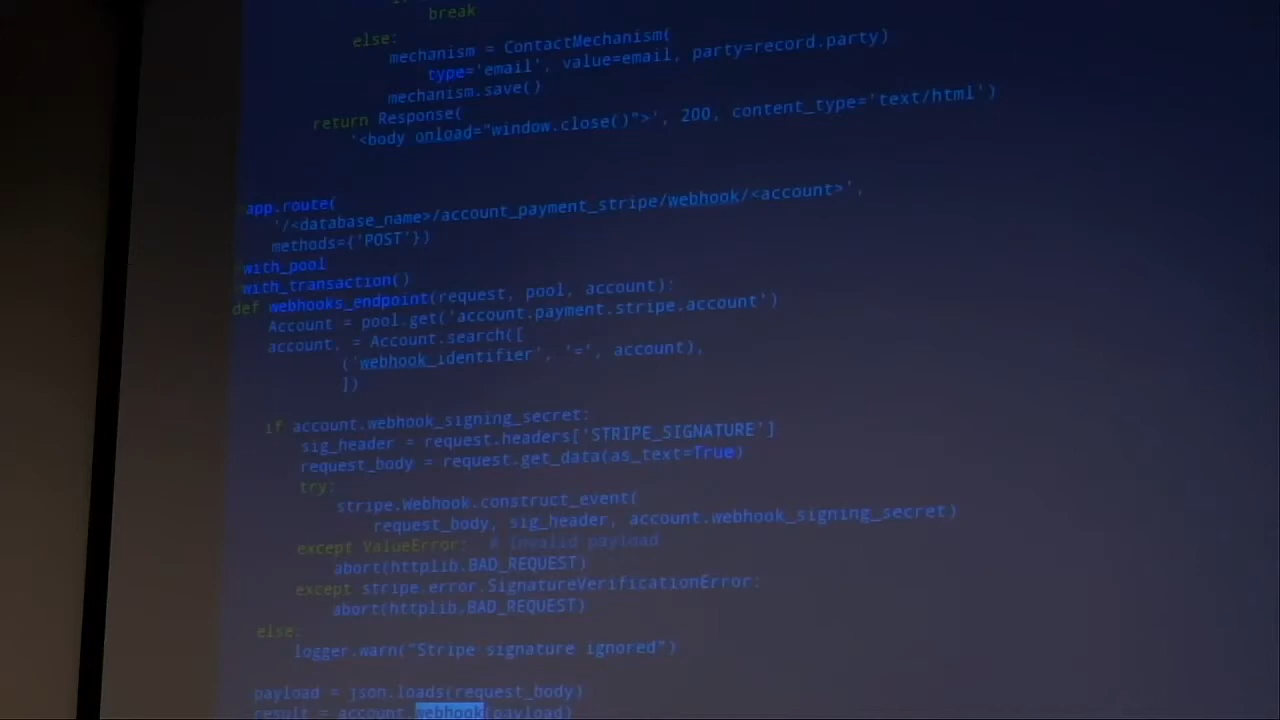 break
else:
mechanism = ContactMechanism(
type='email', value=email, party=record.party)
mechanism.save()
return Response(
'<body onload="window.close()">', 200, content_type='text/html')
app.route(
'/<database_name>/account_payment_stripe/webhook/<account>',
methods={'POST'})
with_pool
with_transaction()
def webhooks_endpoint(request, pool, account):
Account = pool.get('account.payment.stripe.account')
account, = Account.search([
('webhook_identifier', '=', account),
])
if account.webhook_signing_secret:
sig_header = request.headers['STRIPE_SIGNATURE']
request_body = request.get_data(as_text=True)
try:
stripe.Webhook.construct_event(
request_body, sig_header, account.webhook_signing_secret)
except ValueError:  # Invalid payload
abort(httplib.BAD_REQUEST)
except stripe.error.SignatureVerificationError:
abort(httplib.BAD_REQUEST)
else:
logger.warn("Stripe signature ignored")
payload = json.loads(request_body)
result = account.webhook(payload)